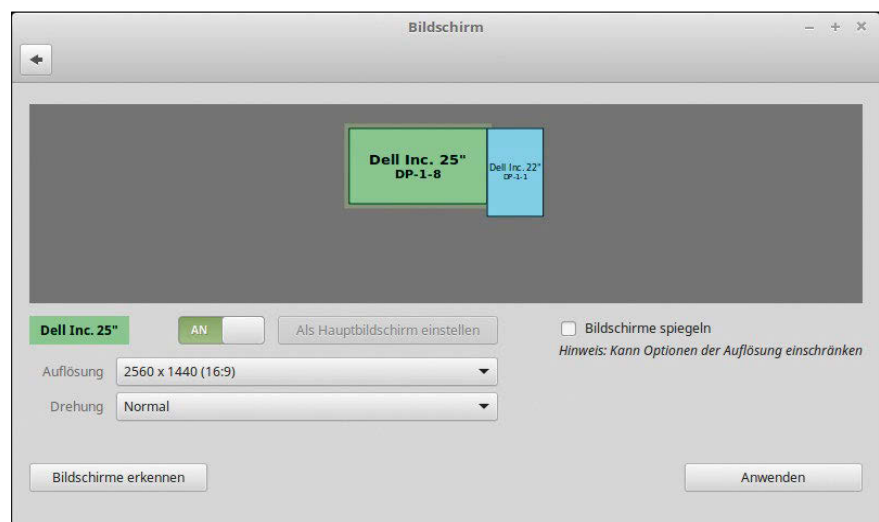 Bildschirm
Dell Inc. 25"
DP-1-8
Dell Inc. 22"
DP-1-1
Dell Inc. 25"
AN
Als Hauptbildschirm einstellen
Bildschirme spiegeln
Hinweis: Kann Optionen der Auflösung einschränken
Auflösung 2560 x 1440 (16:9)
Drehung Normal
Bildschirme erkennen
Anwenden